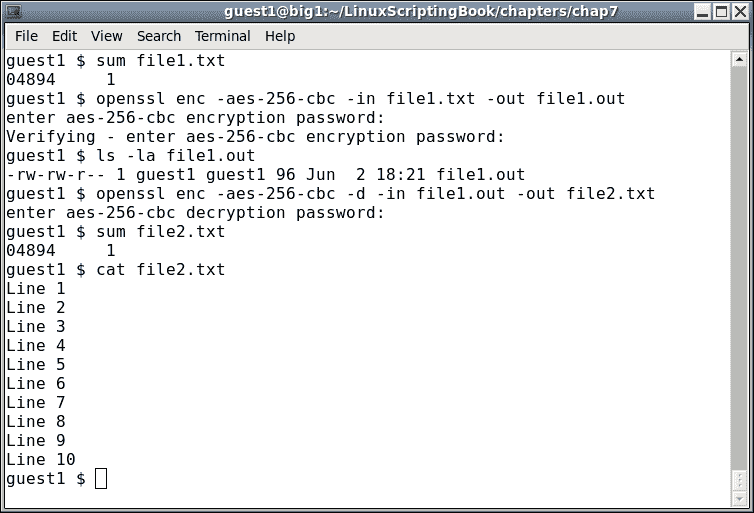 guest1@big1:~/LinuxScriptingBook/chapters/chap7
File Edit View Search Terminal Help
guest1 $ sum file1.txt
04894     1
guest1 $ openssl enc -aes-256-cbc -in file1.txt -out file1.out
enter aes-256-cbc encryption password:
Verifying - enter aes-256-cbc encryption password:
guest1 $ ls -la file1.out
-rw-rw-r-- 1 guest1 guest1 96 Jun  2 18:21 file1.out
guest1 $ openssl enc -aes-256-cbc -d -in file1.out -out file2.txt
enter aes-256-cbc decryption password:
guest1 $ sum file2.txt
04894     1
guest1 $ cat file2.txt
Line 1
Line 2
Line 3
Line 4
Line 5
Line 6
Line 7
Line 8
Line 9
Line 10
guest1 $